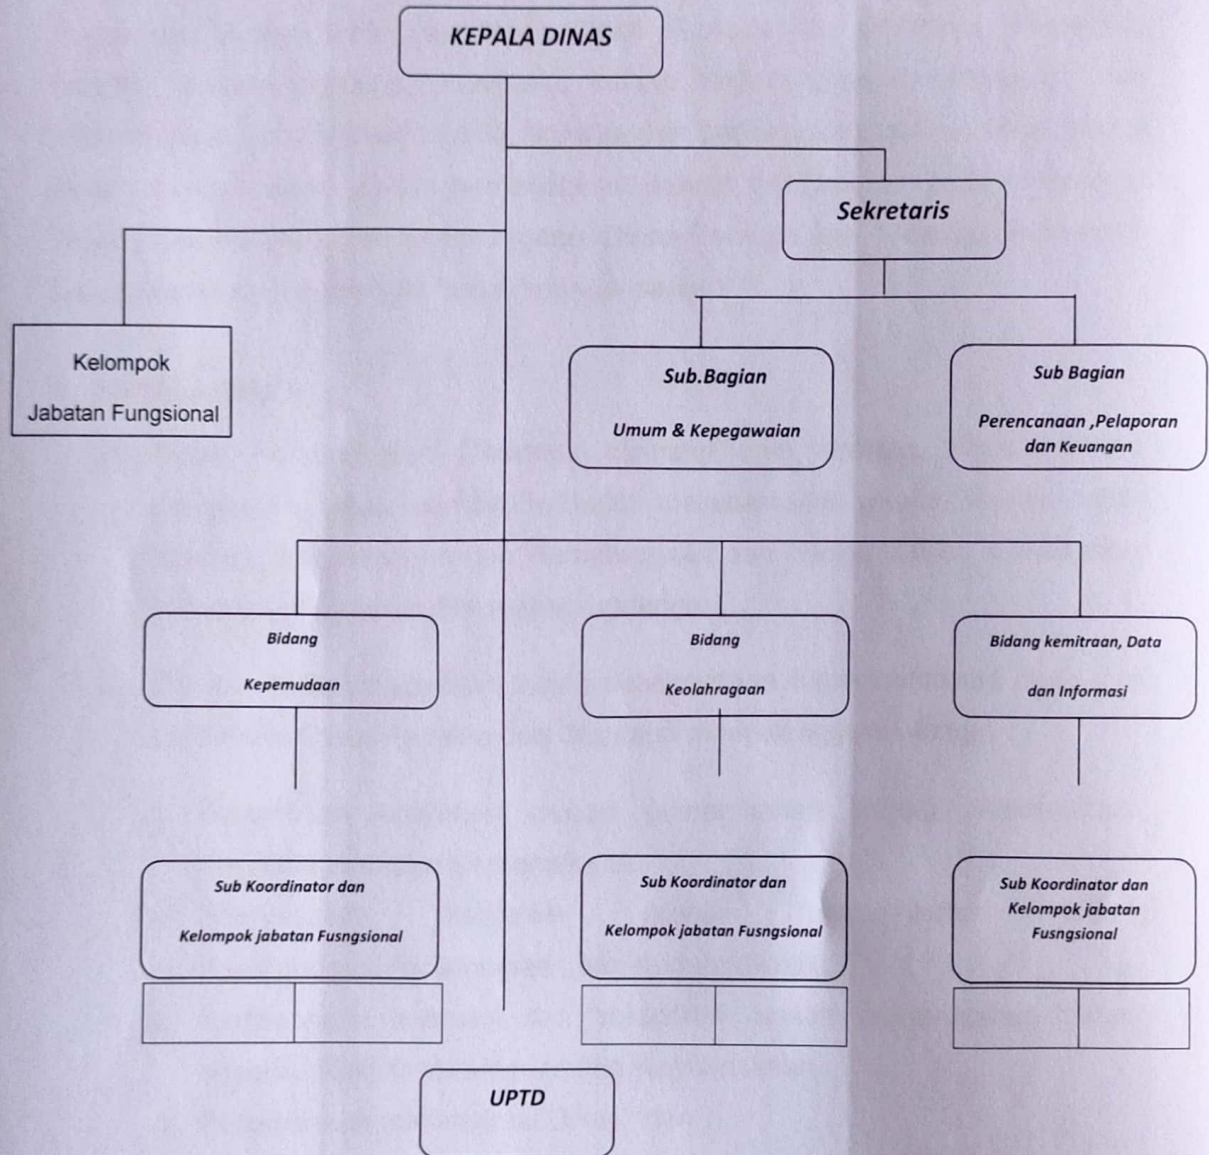 KEPALA DINAS
Sekretaris
Kelompok
Jabatan Fungsional
Sub.Bagian
Umum & Kepegawaian
Sub Bagian
Perencanaan ,Pelaporan
dan Keuangan
Bidang
Kepemudaan
Bidang
Keolahragaan
Bidang kemitraan, Data
dan Informasi
Sub Koordinator dan
Kelompok jabatan Fusngsional
Sub Koordinator dan
Kelompok jabatan Fusngsional
Sub Koordinator dan
Kelompok jabatan
Fusngsional
UPTD